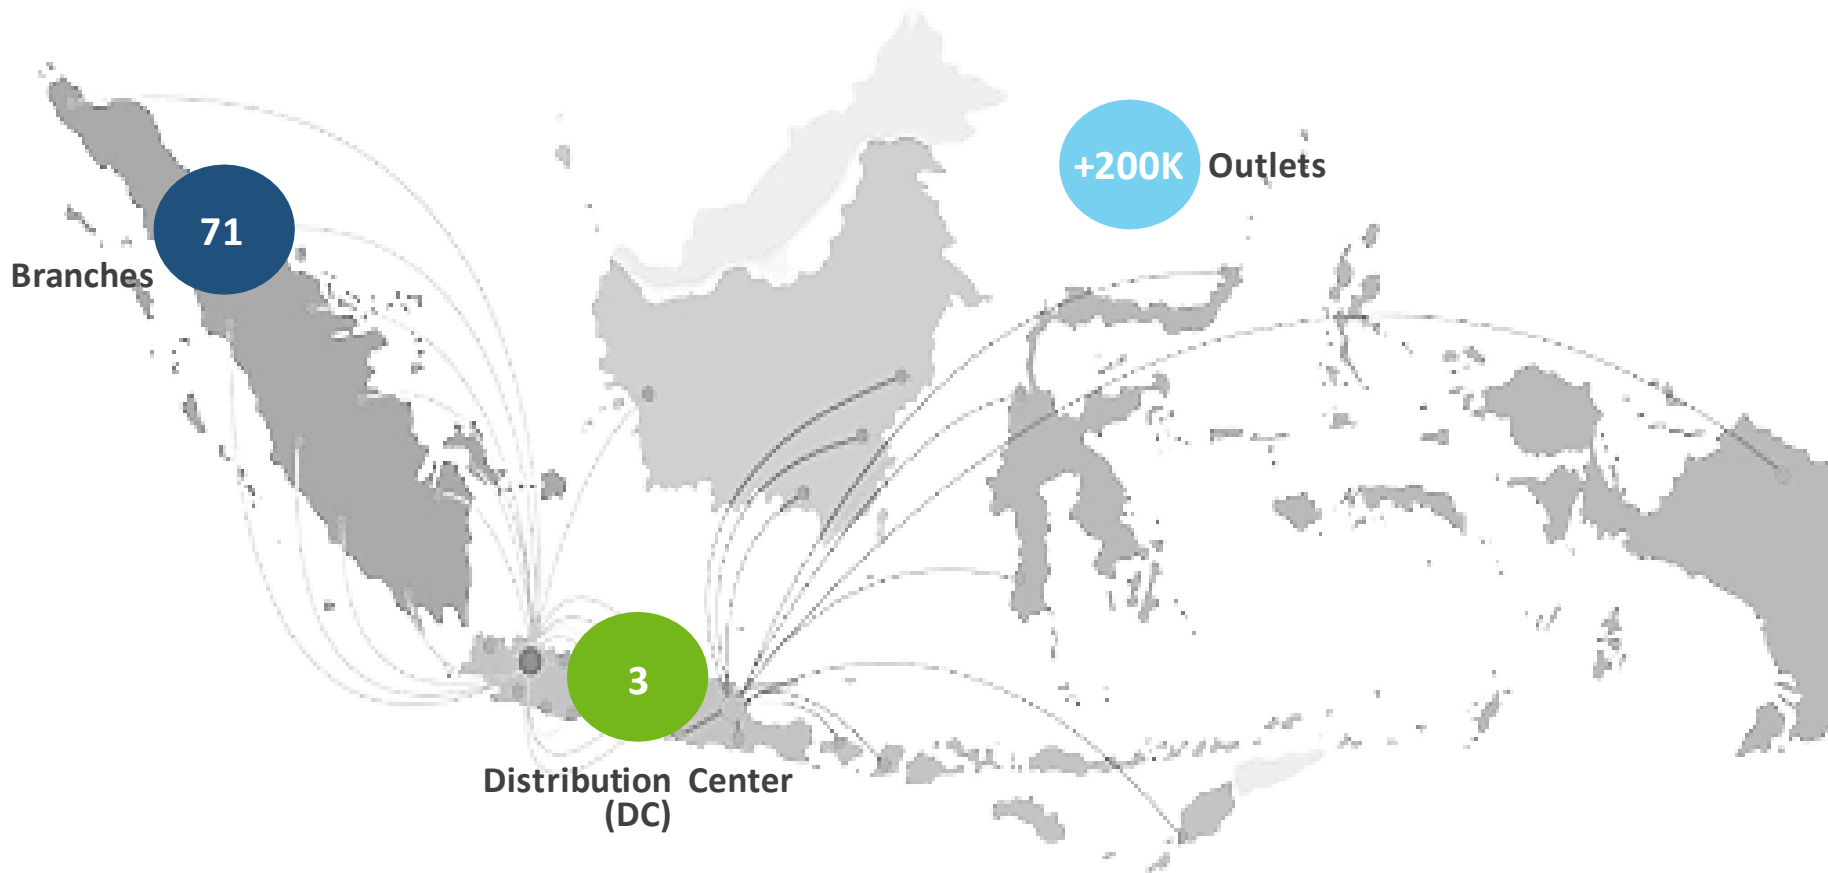 +200K Outlets
71
Branches
3
Distribution Center
(DC)